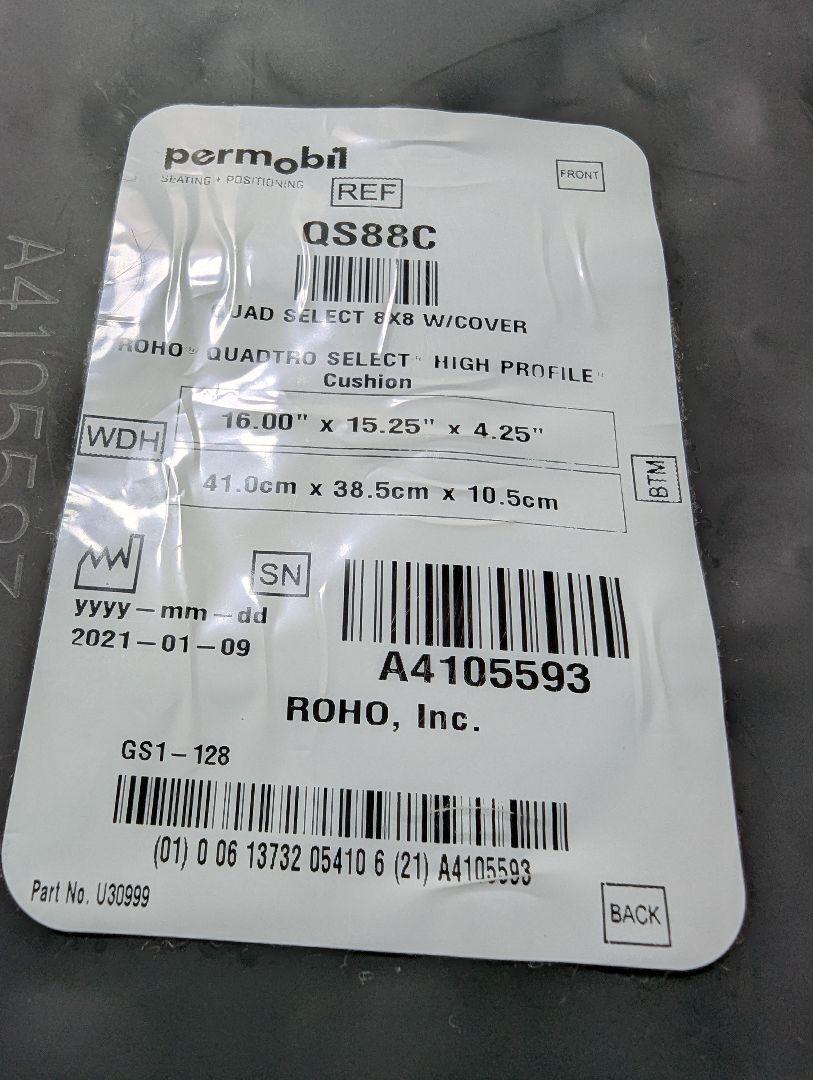 permobil
SEATING + POSITIONING
REF
FRONT
QS88C
QUAD SELECT 8X8 W/COVER
ROHO® QUADTRO SELECT® HIGH PROFILE™
Cushion
WDH
16.00" x 15.25" x 4.25"
41.0cm x 38.5cm x 10.5cm
BTM
SN
yyyy-mm-dd
2021-01-09
A4105593
ROHO, Inc.
GS1-128
(01) 0 06 13732 05410 6 (21) A4105593
Part No. U30999
BACK
A4105593